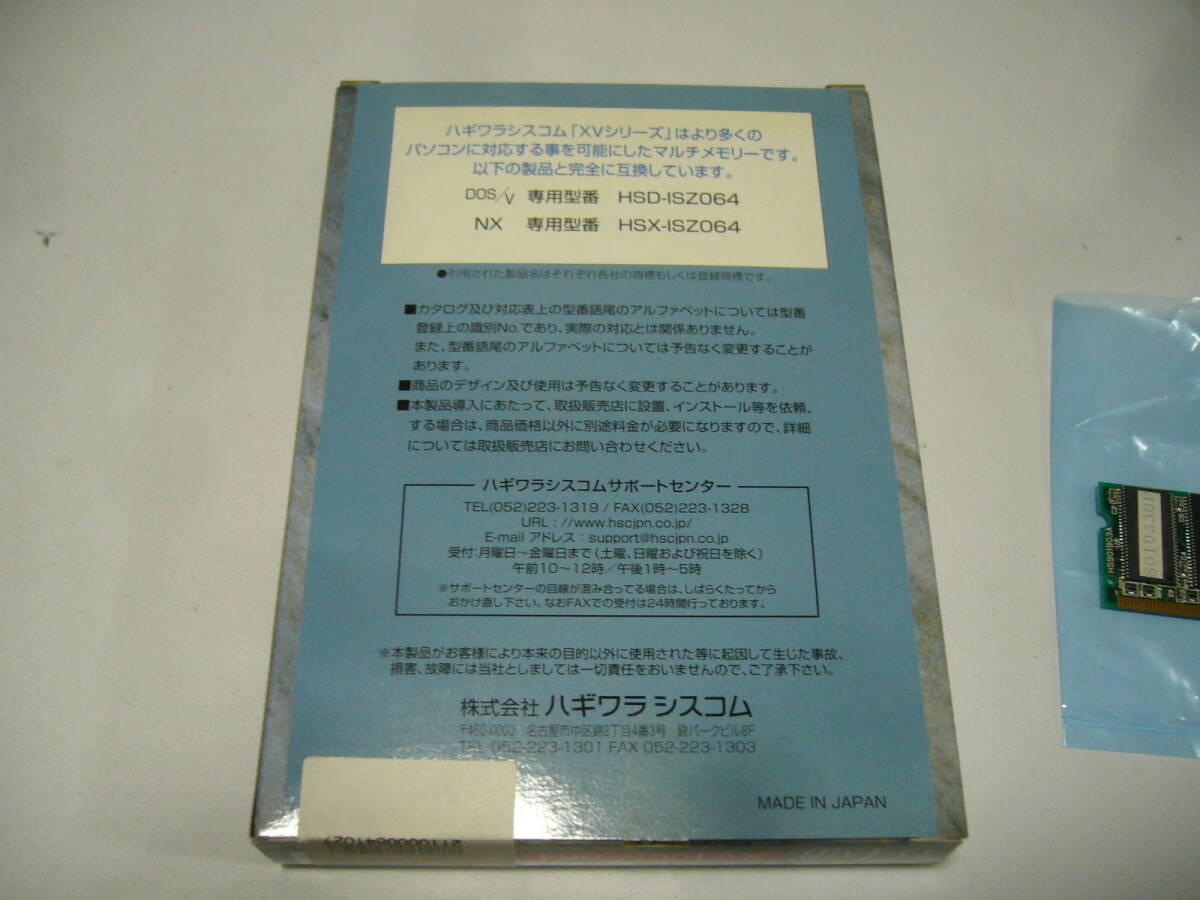 ハギワラシスコム「XVシリーズ」はより多くの
パソコンに対応する事を可能にしたマルチメモリーです。
以下の製品と完全に互換しています。
DOS/V 専用型番 HSD-ISZ064
NX 専用型番 HSX-ISZ064
●引用された製品名はそれぞれ各社の商標もしくは登録商標です。
■カタログ及び対応表上の型番語尾のアルファベットについては型番
登録上の識別No.であり、実際の対応とは関係ありません。
また、型番語尾のアルファベットについては予告なく変更することが
あります。
■商品のデザイン及び使用は予告なく変更することがあります。
■本製品導入にあたって、取扱販売店に設置、インストール等を依頼、
する場合は、商品価格以外に別途料金が必要になりますので、詳細
については取扱販売店にお問い合わせください。
ハギワラシスコムサポートセンター
TEL(052)223-1319 / FAX(052)223-1328
URL : //www.hscjpn.co.jp/
E-mail アドレス : support@hscjpn.co.jp
受付:月曜日～金曜日まで(土曜、日曜および祝日を除く)
午前10～12時/午後1時～5時
※サポートセンターの回線が混み合ってる場合は、しばらくたってから
おかけ直し下さい。なおFAXでの受付は24時間行っております。
※本製品がお客様により本来の目的以外に使用された等に起因して生じた事故、
損害、故障には当社としましては一切責任をおいませんので、ご了承下さい。
株式会社 ハギワラ シスコム
〒460-0003 名古屋市中区錦2丁目4番3号 錦パークビル8F
TEL 052-223-1301 FAX 052-223-1303
MADE IN JAPAN
HS901903A